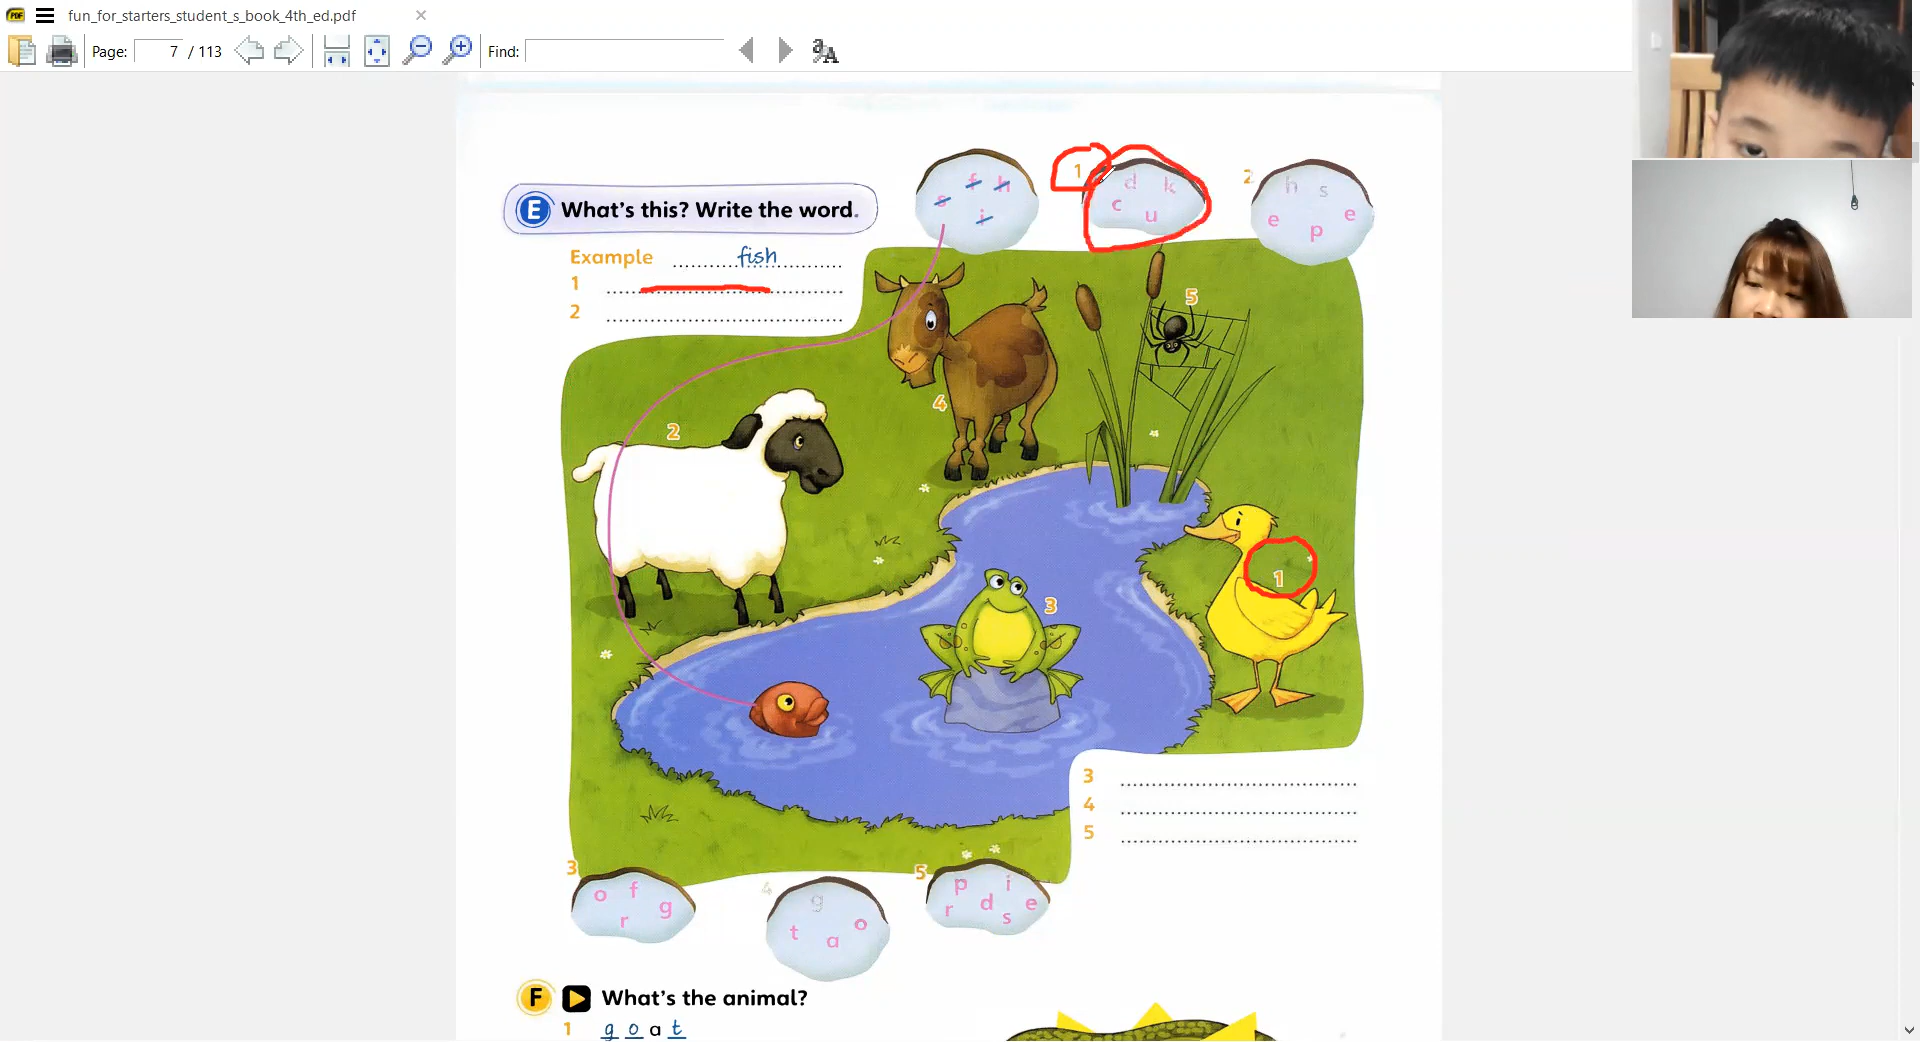 fun_for_starters_student_s_book_4th_ed.pdf
Page: 7 / 113
Find:
E What's this? Write the word.
s f h i
1 d k c u
2 h s e e p
Example fish
1
2
5
4
2
3
1
3
4
5
3 o f r g
4 g t a o
5 p i r d s e
F What's the animal?
1 g o a t